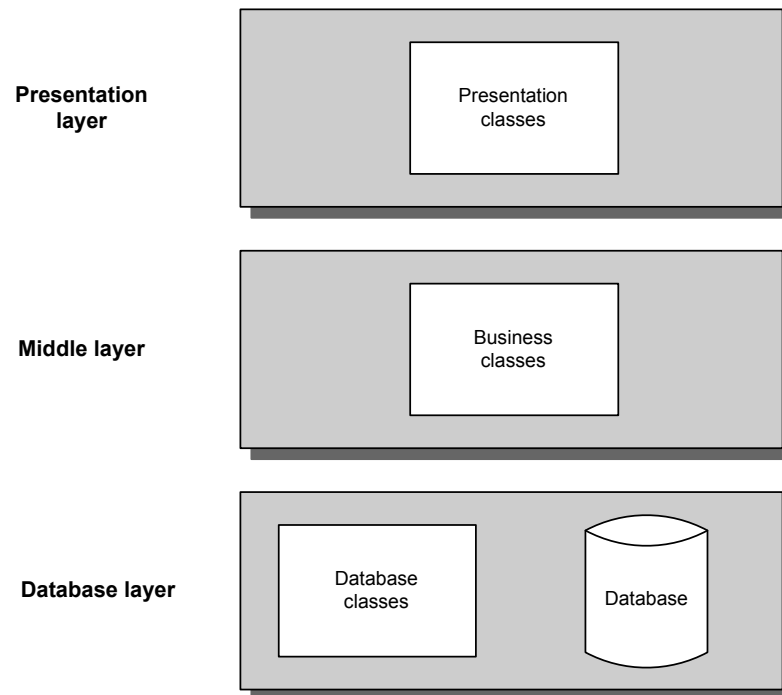 Presentation
layer
Presentation
classes
Middle layer
Business
classes
Database layer
Database
classes
Database